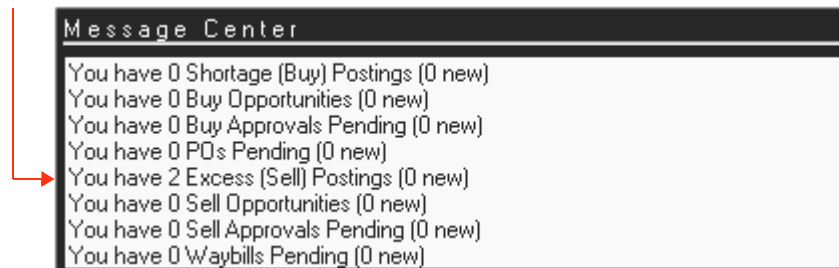 Message Center
You have 0 Shortage (Buy) Postings (0 new)
You have 0 Buy Opportunities (0 new)
You have 0 Buy Approvals Pending (0 new)
You have 0 POs Pending (0 new)
You have 2 Excess (Sell) Postings (0 new)
You have 0 Sell Opportunities (0 new)
You have 0 Sell Approvals Pending (0 new)
You have 0 Waybills Pending (0 new)